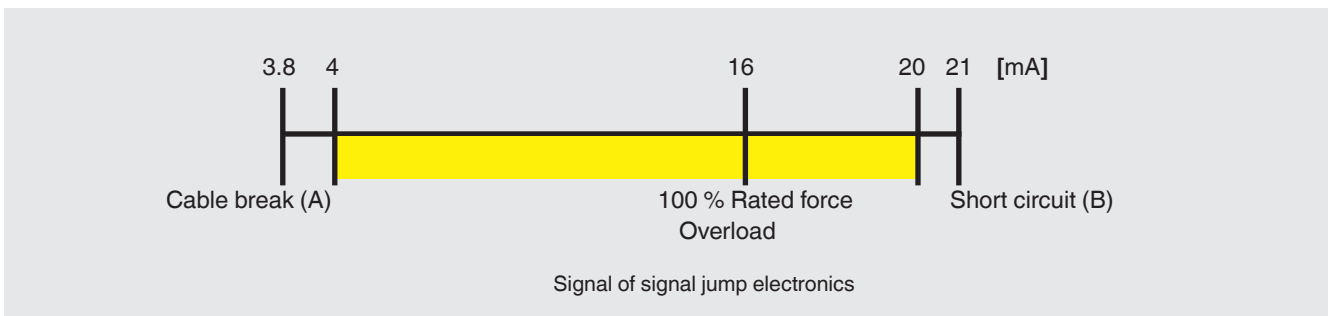 3.8 4 16 20 21 [mA]
Cable break (A) 100 % Rated force Short circuit (B)
Overload
Signal of signal jump electronics